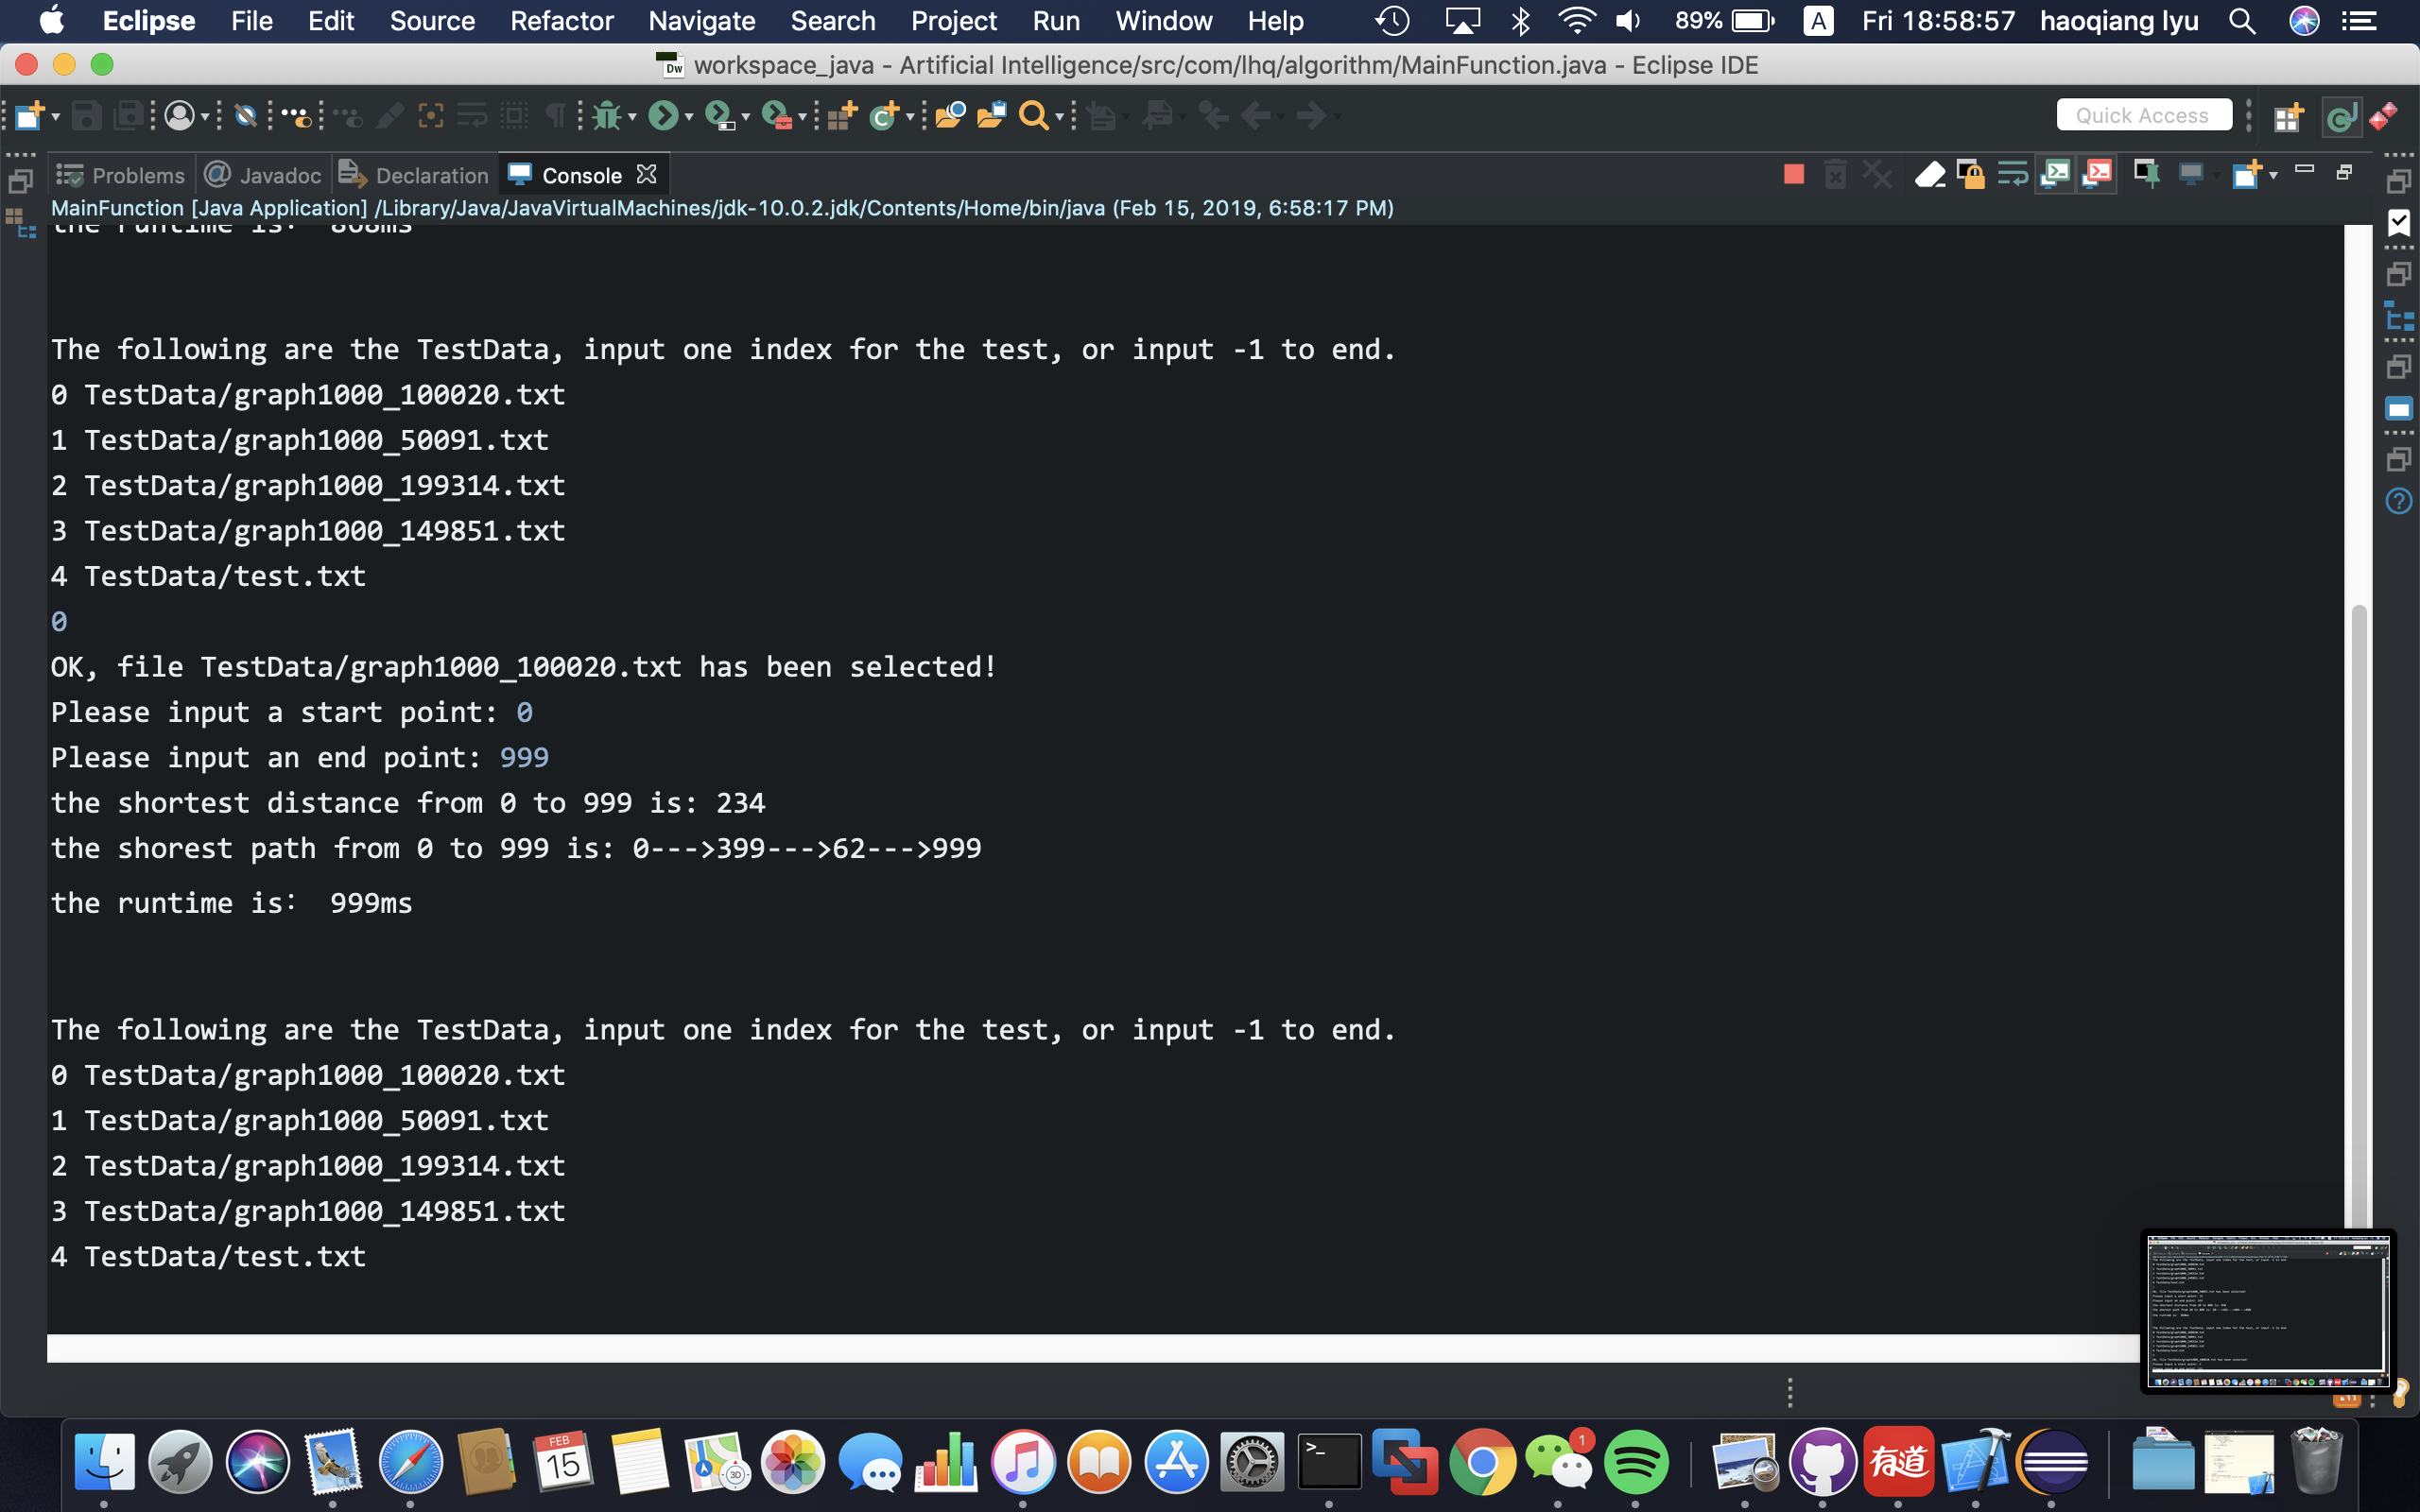 Eclipse File Edit Source Refactor Navigate Search Project Run Window Help 89% A Fri 18:58:57 haoqiang lyu
Dw workspace_java - Artificial Intelligence/src/com/lhq/algorithm/MainFunction.java - Eclipse IDE
Quick Access
Problems @ Javadoc Declaration Console
MainFunction [Java Application] /Library/Java/JavaVirtualMachines/jdk-10.0.2.jdk/Contents/Home/bin/java (Feb 15, 2019, 6:58:17 PM)
the runtime is: 868ms
The following are the TestData, input one index for the test, or input -1 to end.
0 TestData/graph1000_100020.txt
1 TestData/graph1000_50091.txt
2 TestData/graph1000_199314.txt
3 TestData/graph1000_149851.txt
4 TestData/test.txt
0
OK, file TestData/graph1000_100020.txt has been selected!
Please input a start point: 0
Please input an end point: 999
the shortest distance from 0 to 999 is: 234
the shorest path from 0 to 999 is: 0--->399--->62--->999
the runtime is:  999ms
The following are the TestData, input one index for the test, or input -1 to end.
0 TestData/graph1000_100020.txt
1 TestData/graph1000_50091.txt
2 TestData/graph1000_199314.txt
3 TestData/graph1000_149851.txt
4 TestData/test.txt
FEB
15
3D
>_
1
有道